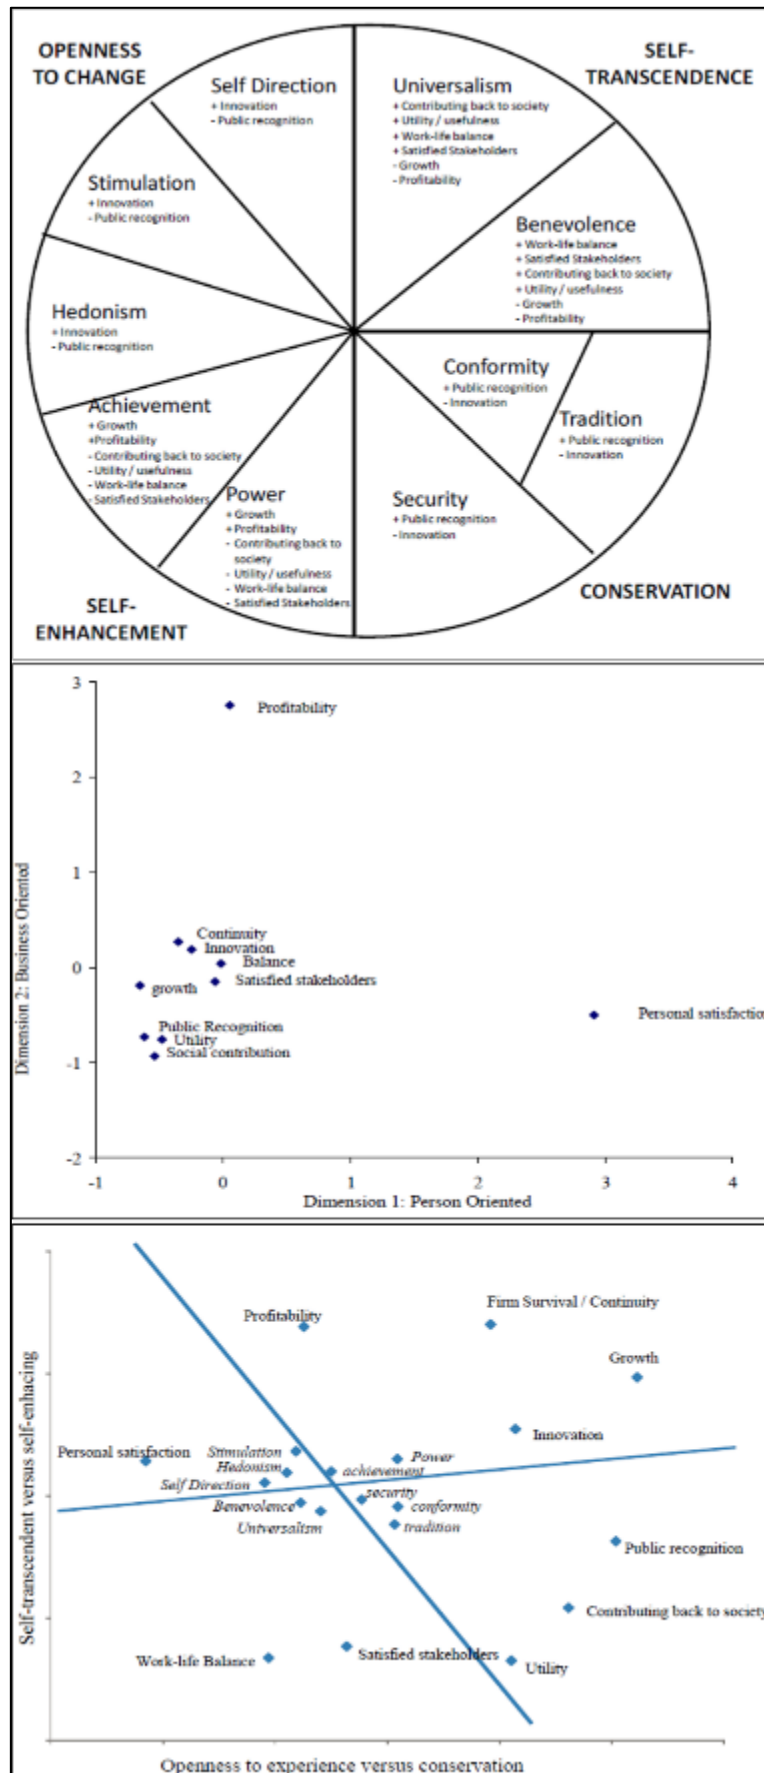 OPENNESS
TO CHANGE
SELF-
TRANSCENDENCE
Self Direction
+ Innovation
- Public recognition
Universalism
+ Contributing back to society
+ Utility / usefulness
+ Work-life balance
+ Satisfied Stakeholders
- Growth
- Profitability
Stimulation
+ Innovation
- Public recognition
Benevolence
+ Work-life balance
+ Satisfied Stakeholders
+ Contributing back to society
+ Utility / usefulness
- Growth
- Profitability
Hedonism
+ Innovation
- Public recognition
Conformity
+ Public recognition
- Innovation
Tradition
+ Public recognition
- Innovation
Achievement
+ Growth
+Profitability
- Contributing back to society
- Utility / usefulness
- Work-life balance
- Satisfied Stakeholders
Power
+ Growth
+ Profitability
- Contributing back to
society
- Utility / usefulness
- Work-life balance
- Satisfied Stakeholders
Security
+ Public recognition
- Innovation
SELF-
ENHANCEMENT
CONSERVATION
3
2
1
0
-1
-2
Dimension 2: Business Oriented
Profitability
Continuity
Innovation
Balance
Satisfied stakeholders
growth
Personal satisfaction
Public Recognition
Utility
Social contribution
-1 0 1 2 3 4
Dimension 1: Person Oriented
Self-transcendent versus self-enhacing
Profitability
Firm Survival / Continuity
Growth
Innovation
Personal satisfaction
Stimulation
Hedonism
Self Direction
Power
achievement
security
Benevolence
conformity
Universalism
tradition
Public recognition
Contributing back to society
Work-life Balance
Satisfied stakeholders
Utility
Openness to experience versus conservation